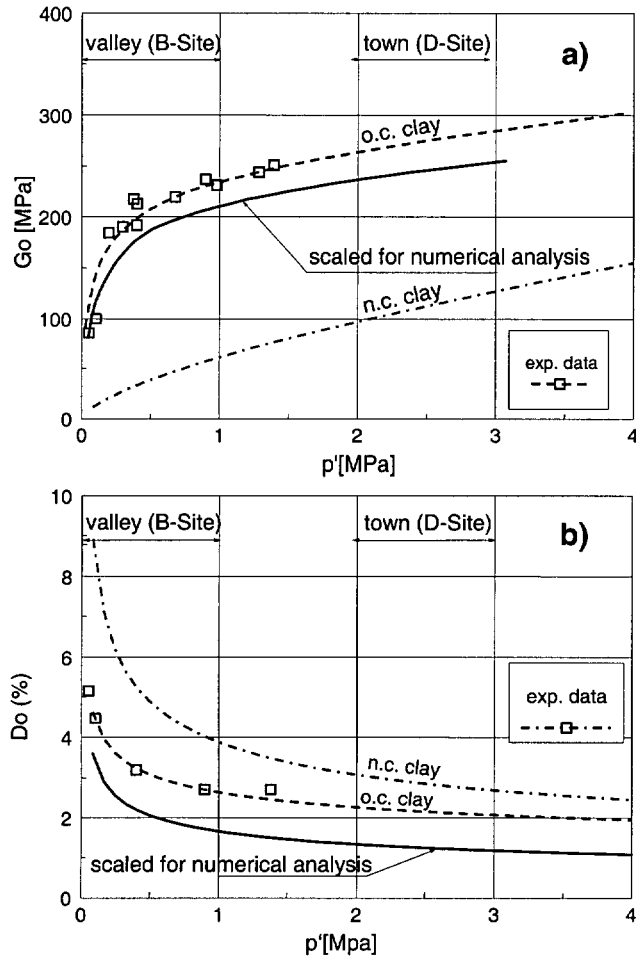 400
valley (B-Site)
town (D-Site)
a)
300
o.c. clay
Go [MPa]
200
scaled for numerical analysis
n.c. clay
100
exp. data
0
0
1
2
3
4
p'[MPa]
10
valley (B-Site)
town (D-Site)
b)
8
6
Do (%)
exp. data
4
n.c. clay
o.c. clay
2
scaled for numerical analysis
0
0
1
2
3
4
p'[Mpa]